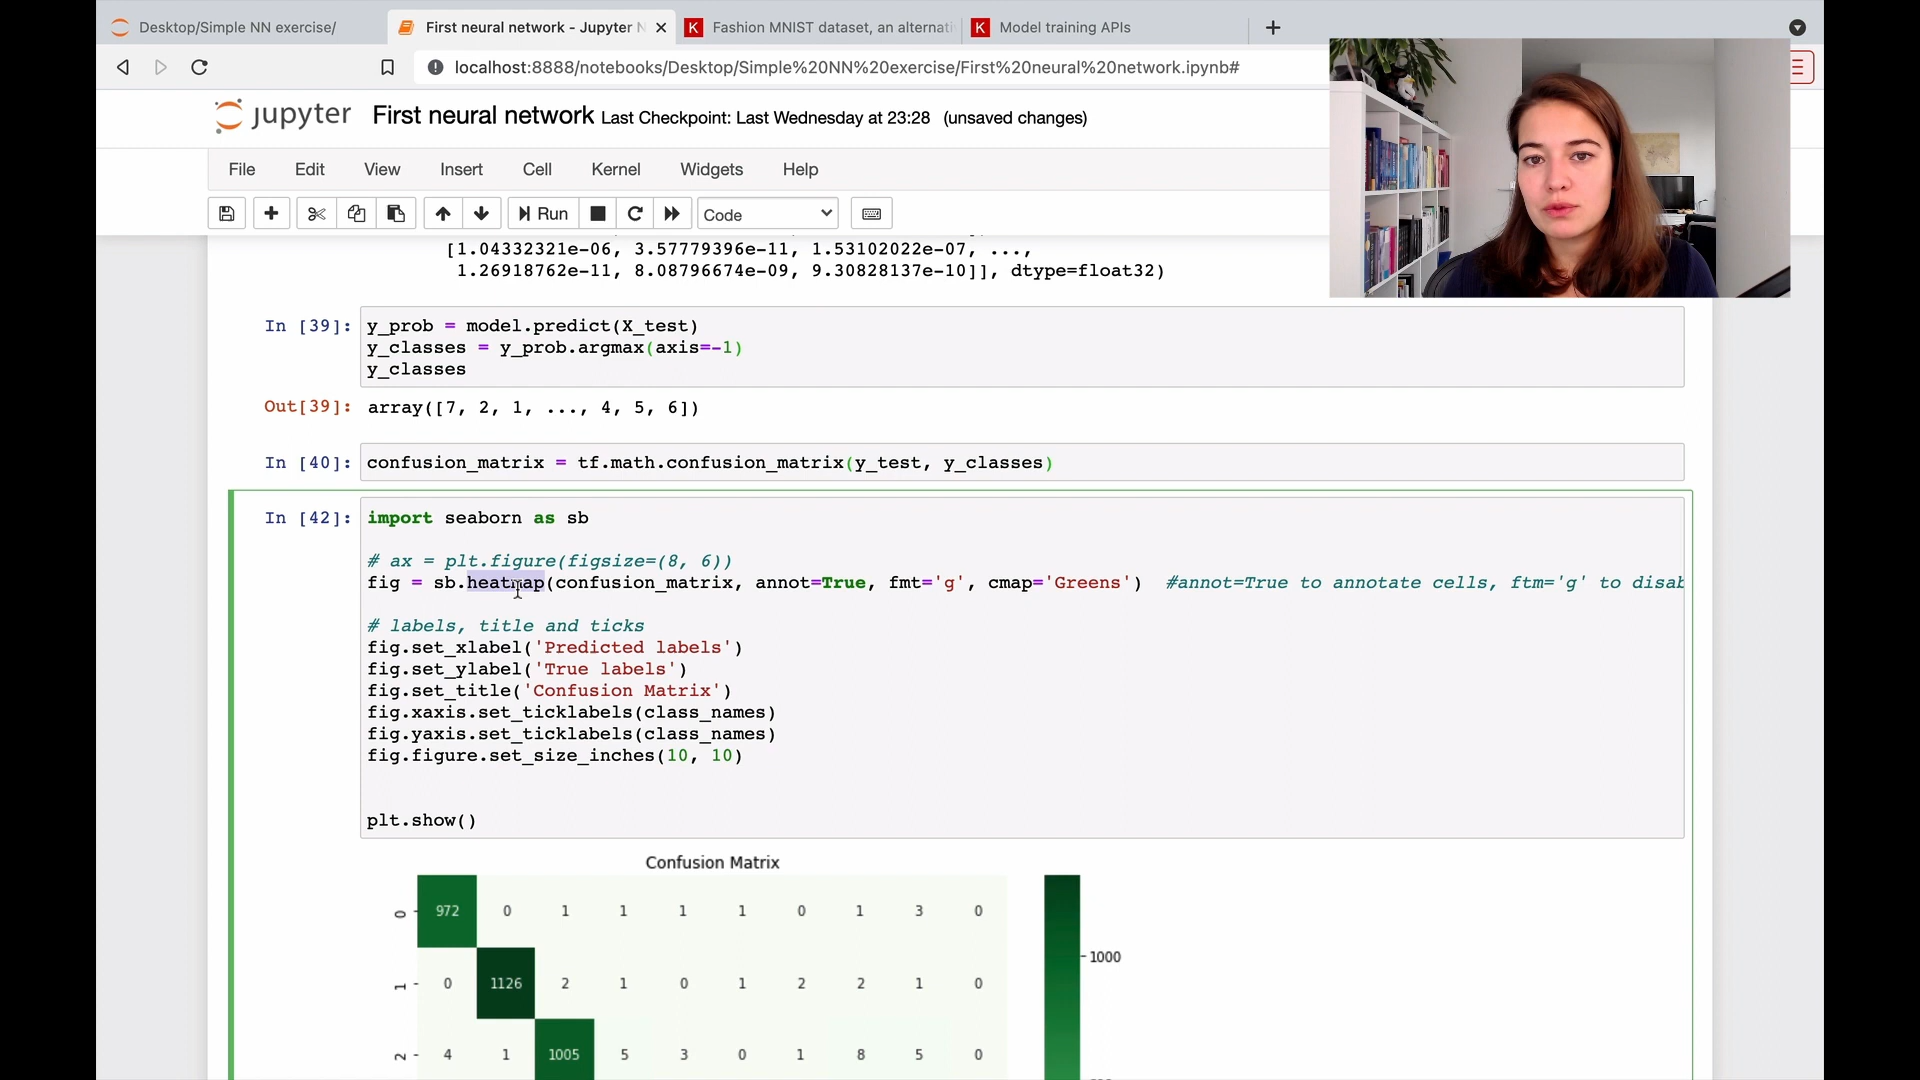 Desktop/Simple NN exercise/
First neural network - Jupyter N
Fashion MNIST dataset, an alternati
Model training APIs
localhost:8888/notebooks/Desktop/Simple%20NN%20exercise/First%20neural%20network.ipynb#
jupyter
First neural network Last Checkpoint: Last Wednesday at 23:28 (unsaved changes)
File Edit View Insert Cell Kernel Widgets Help
Run
Code
[1.04332321e-06, 3.57779396e-11, 1.53102022e-07, ...,
1.26918762e-11, 8.08796674e-09, 9.30828137e-10]], dtype=float32)
In [39]:
y_prob = model.predict(X_test)
y_classes = y_prob.argmax(axis=-1)
y_classes
Out[39]: array([7, 2, 1, ..., 4, 5, 6])
In [40]: confusion_matrix = tf.math.confusion_matrix(y_test, y_classes)
In [42]: import seaborn as sb
# ax = plt.figure(figsize=(8, 6))
fig = sb.heatmap(confusion_matrix, annot=True, fmt='g', cmap='Greens') #annot=True to annotate cells, ftm='g' to disab
# labels, title and ticks
fig.set_xlabel('Predicted labels')
fig.set_ylabel('True labels')
fig.set_title('Confusion Matrix')
fig.xaxis.set_ticklabels(class_names)
fig.yaxis.set_ticklabels(class_names)
fig.figure.set_size_inches(10, 10)
plt.show()
Confusion Matrix
0 972 0 1 1 1 1 0 1 3 0
1000
1 0 1126 2 1 0 1 2 2 1 0
2 4 1 1005 5 3 0 1 8 5 0